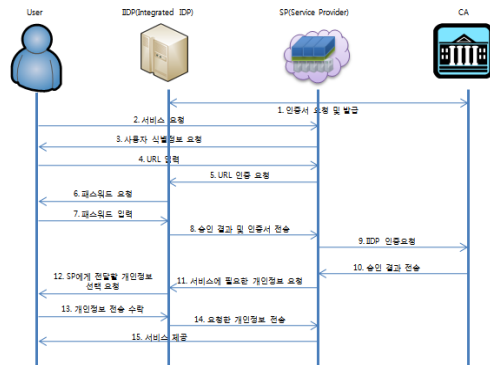 User
IIDP(Integrated IDP)
SP(Service Provider)
CA
1. 인증서 요청 및 발급
2. 서비스 요청
3. 사용자 식별정보 요청
4. URL 입력
5. URL 인증 요청
6. 패스워드 요청
7. 패스워드 입력
8. 승인 결과 및 인증서 전송
9. IIDP 인증요청
10. 승인 결과 전송
11. 서비스에 필요한 개인정보 요청
12. SP에게 전달할 개인정보
선택 요청
13. 개인정보 전송 수락
14. 요청한 개인정보 전송
15. 서비스 제공